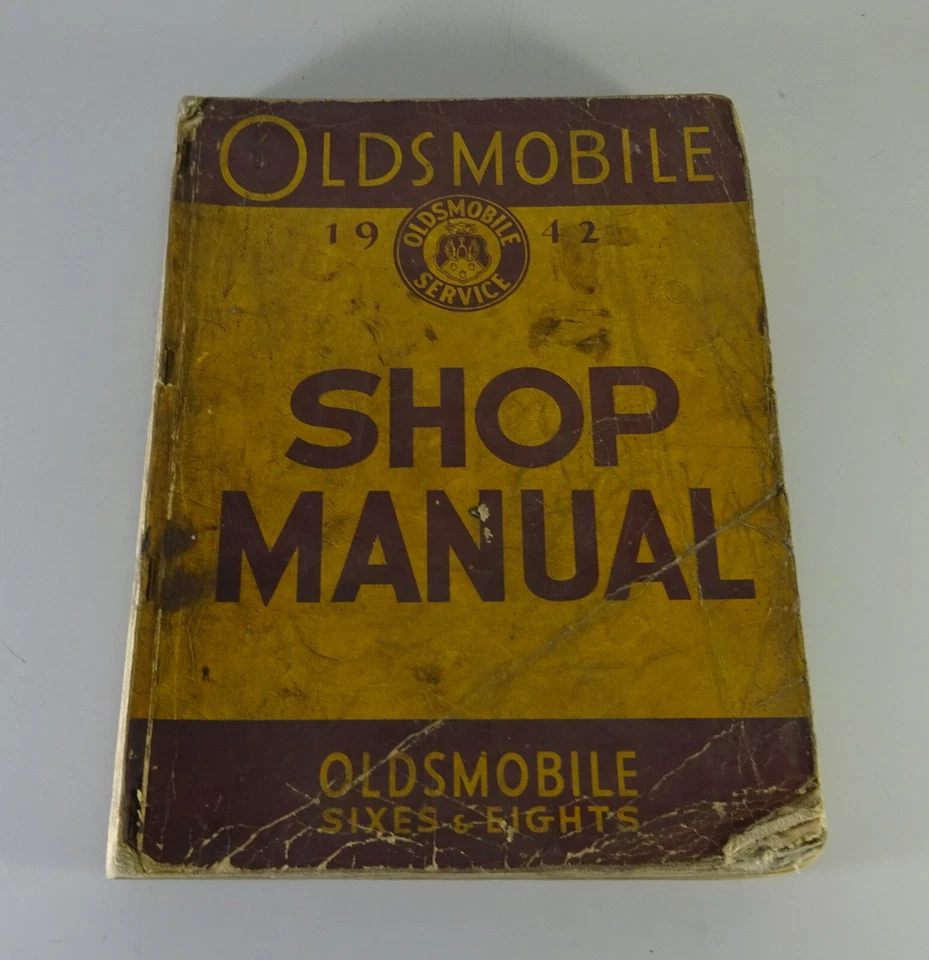 OLDSMOBILE
19 42
OLDSMOBILE
SERVICE
SHOP
MANUAL
OLDSMOBILE
SIXES & EIGHTS